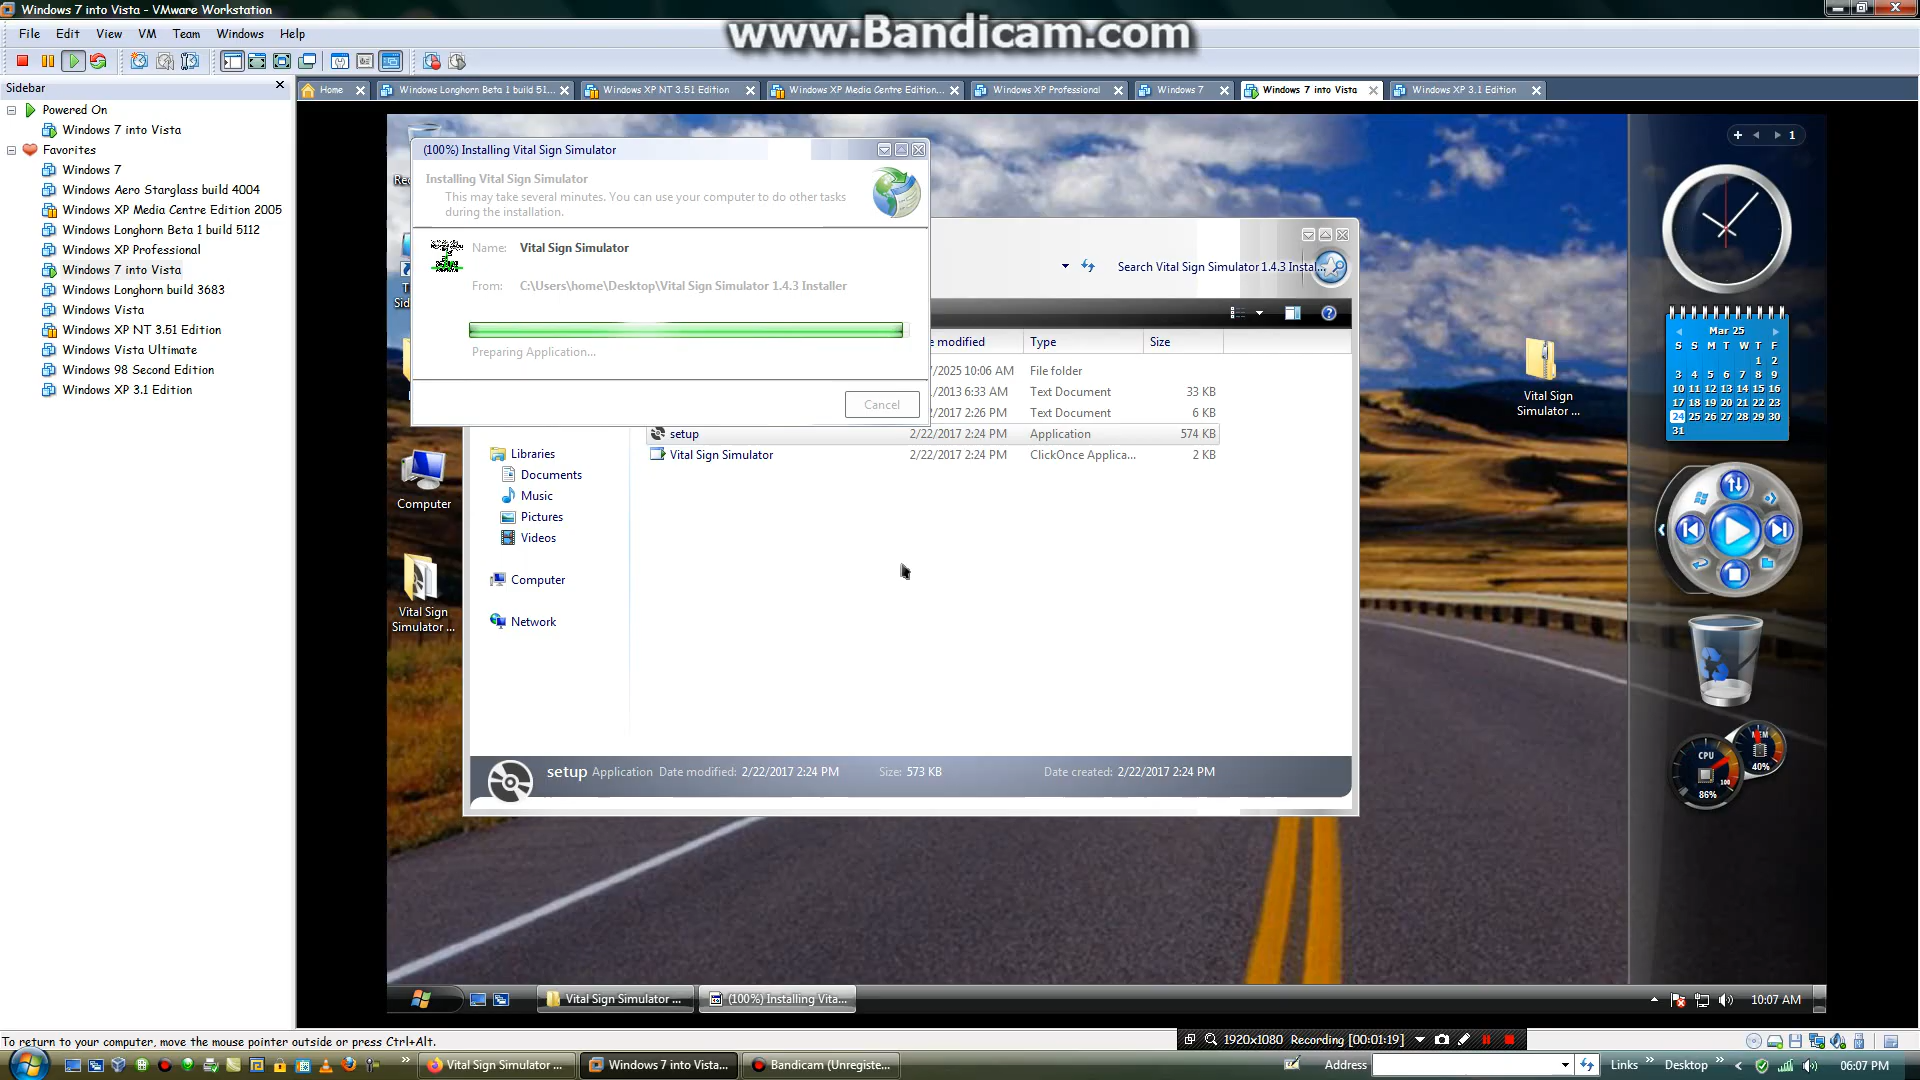 Windows 7 into Vista - VMware Workstation
www.Bandicam.com
File Edit View VM Team Windows Help
Sidebar
Home
Windows Longhorn Beta 1 build 51...
Windows XP NT 3.51 Edition
Windows XP Media Centre Edition...
Windows XP Professional
Windows 7
Windows 7 into Vista
Windows XP 3.1 Edition
Powered On
Windows 7 into Vista
Favorites
Windows 7
Windows Aero Starglass build 4004
Windows XP Media Centre Edition 2005
Windows Longhorn Beta 1 build 5112
Windows XP Professional
Windows 7 into Vista
Windows Longhorn build 3683
Windows Vista
Windows XP NT 3.51 Edition
Windows Vista Ultimate
Windows 98 Second Edition
Windows XP 3.1 Edition
(100%) Installing Vital Sign Simulator
Installing Vital Sign Simulator
This may take several minutes. You can use your computer to do other tasks
during the installation.
Name: Vital Sign Simulator
From: C:\Users\home\Desktop\Vital Sign Simulator 1.4.3 Installer
Preparing Application...
Cancel
Search Vital Sign Simulator 1.4.3 Instal...
e modified Type Size
/2025 10:06 AM File folder
/2013 6:33 AM Text Document 33 KB
/2017 2:26 PM Text Document 6 KB
setup 2/22/2017 2:24 PM Application 574 KB
Vital Sign Simulator 2/22/2017 2:24 PM ClickOnce Applica... 2 KB
Libraries
Documents
Music
Pictures
Videos
Computer
Network
setup Application Date modified: 2/22/2017 2:24 PM Size: 573 KB Date created: 2/22/2017 2:24 PM
Computer
Vital Sign
Simulator ...
Vital Sign
Simulator ...
1
Mar 25
S S M T W T F
1 2
3 4 5 6 7 8 9
10 11 12 13 14 15 16
17 18 19 20 21 22 23
24 25 26 27 28 29 30
31
CPU
100
86%
MEM
40%
Vital Sign Simulator ...
(100%) Installing Vita...
10:07 AM
To return to your computer, move the mouse pointer outside or press Ctrl+Alt.
1920x1080 Recording [00:01:19]
Vital Sign Simulator ...
Windows 7 into Vista...
Bandicam (Unregiste...
Address
Links
Desktop
06:07 PM